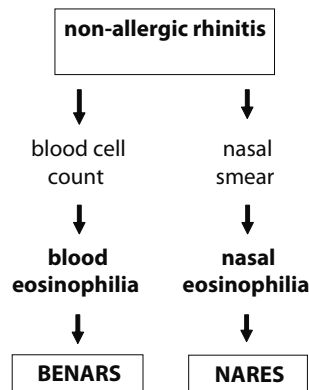 non-allergic rhinitis
blood cell
count
nasal
smear
blood
eosinophilia
nasal
eosinophilia
BENARS
NARES